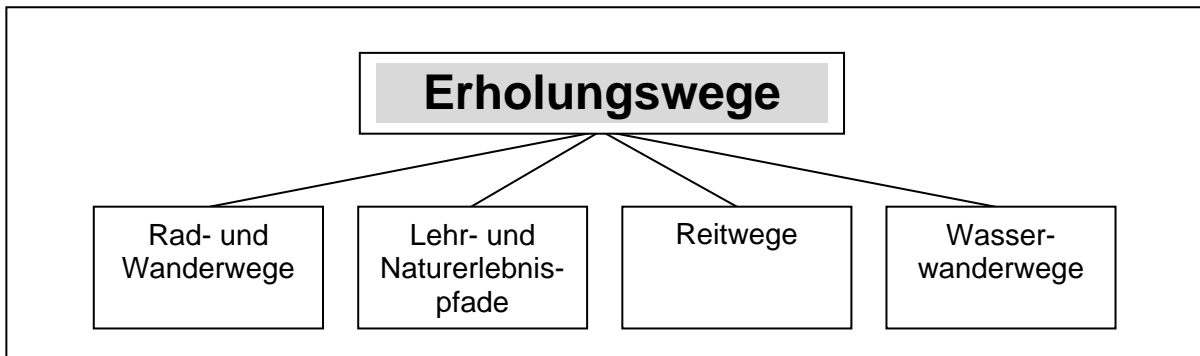 Erholungswege
Rad- und
Wanderwege
Lehr- und
Naturerlebnis-
pfade
Reitwege
Wasser-
wanderwege